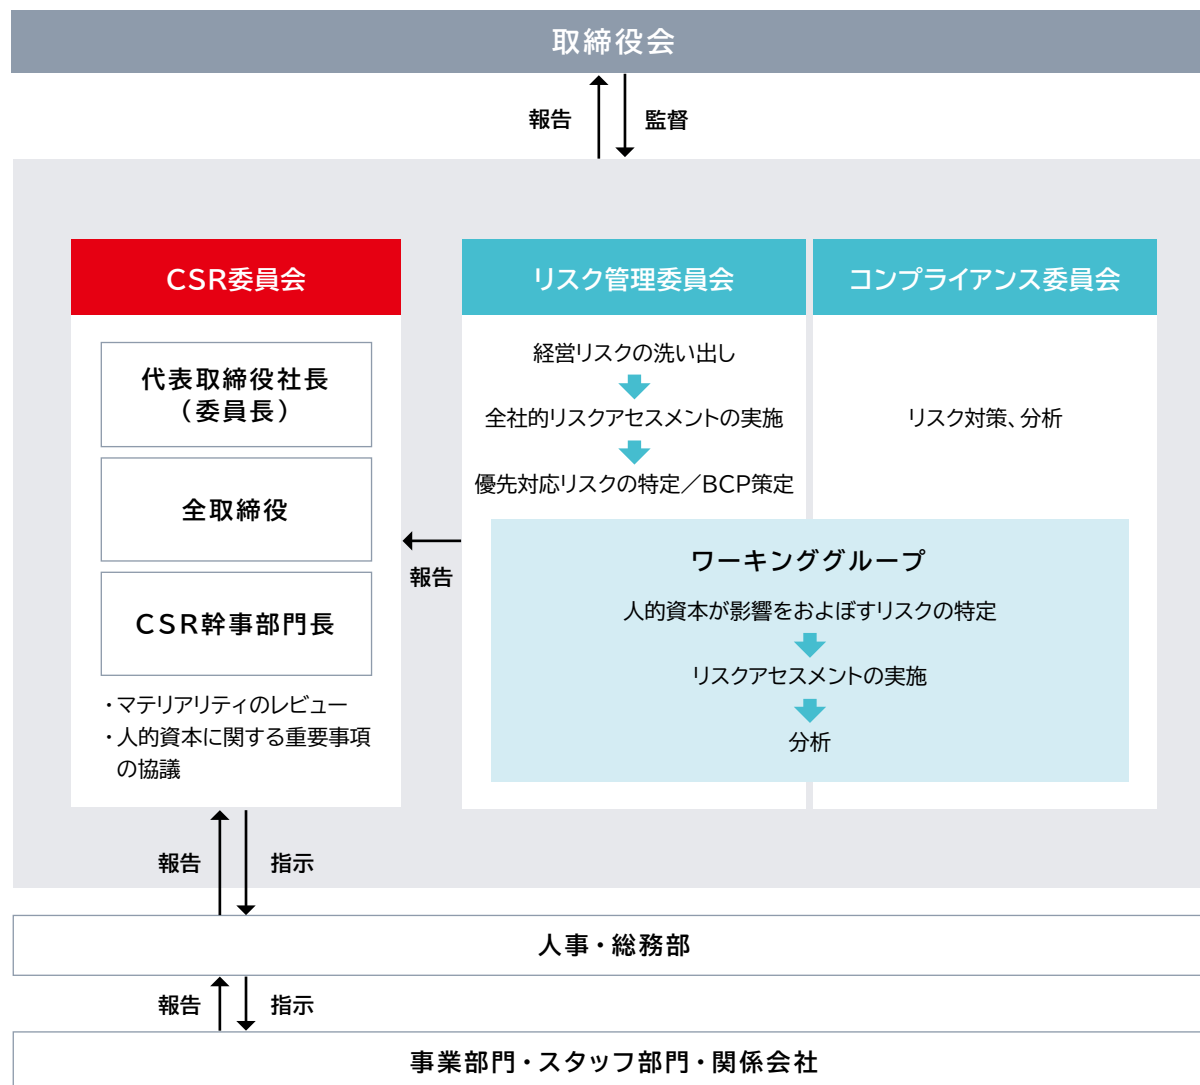 取締役会
報告
監督
CSR委員会
代表取締役社長
（委員長）
全取締役
CSR幹事部門長
・マテリアリティのレビュー
・人的資本に関する重要事項
の協議
リスク管理委員会
経営リスクの洗い出し
全社的リスクアセスメントの実施
優先対応リスクの特定／BCP策定
コンプライアンス委員会
リスク対策、分析
報告
ワーキンググループ
人的資本が影響をおよぼすリスクの特定
リスクアセスメントの実施
分析
報告
指示
人事・総務部
報告
指示
事業部門・スタッフ部門・関係会社